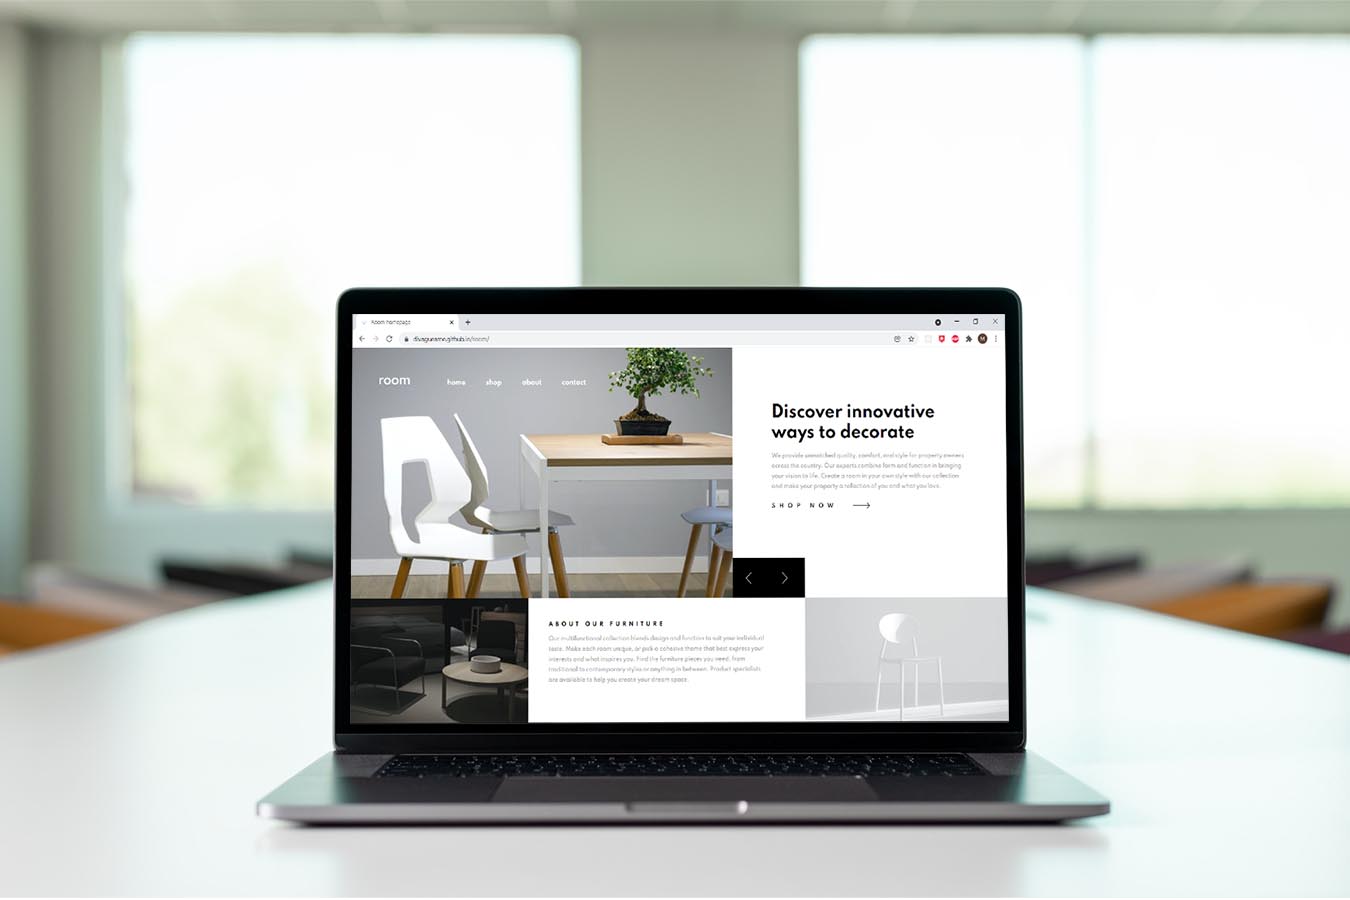 Room homepage
divagueame.github.io/room/
M
room
home shop about contact
Discover innovative
ways to decorate
We provide unmatched quality, comfort, and style for property owners
across the country. Our experts combine form and function in bringing
your vision to life. Create a room in your own style with our collection
and make your property a reflection of you and what you love.
SHOP NOW
ABOUT OUR FURNITURE
Our multifunctional collection blends design and function to suit your individual
taste. Make each room unique, or pick a cohesive theme that best express your
interests and what inspires you. Find the furniture pieces you need, from
traditional to contemporary styles or anything in between. Product specialists
are available to help you create your dream space.